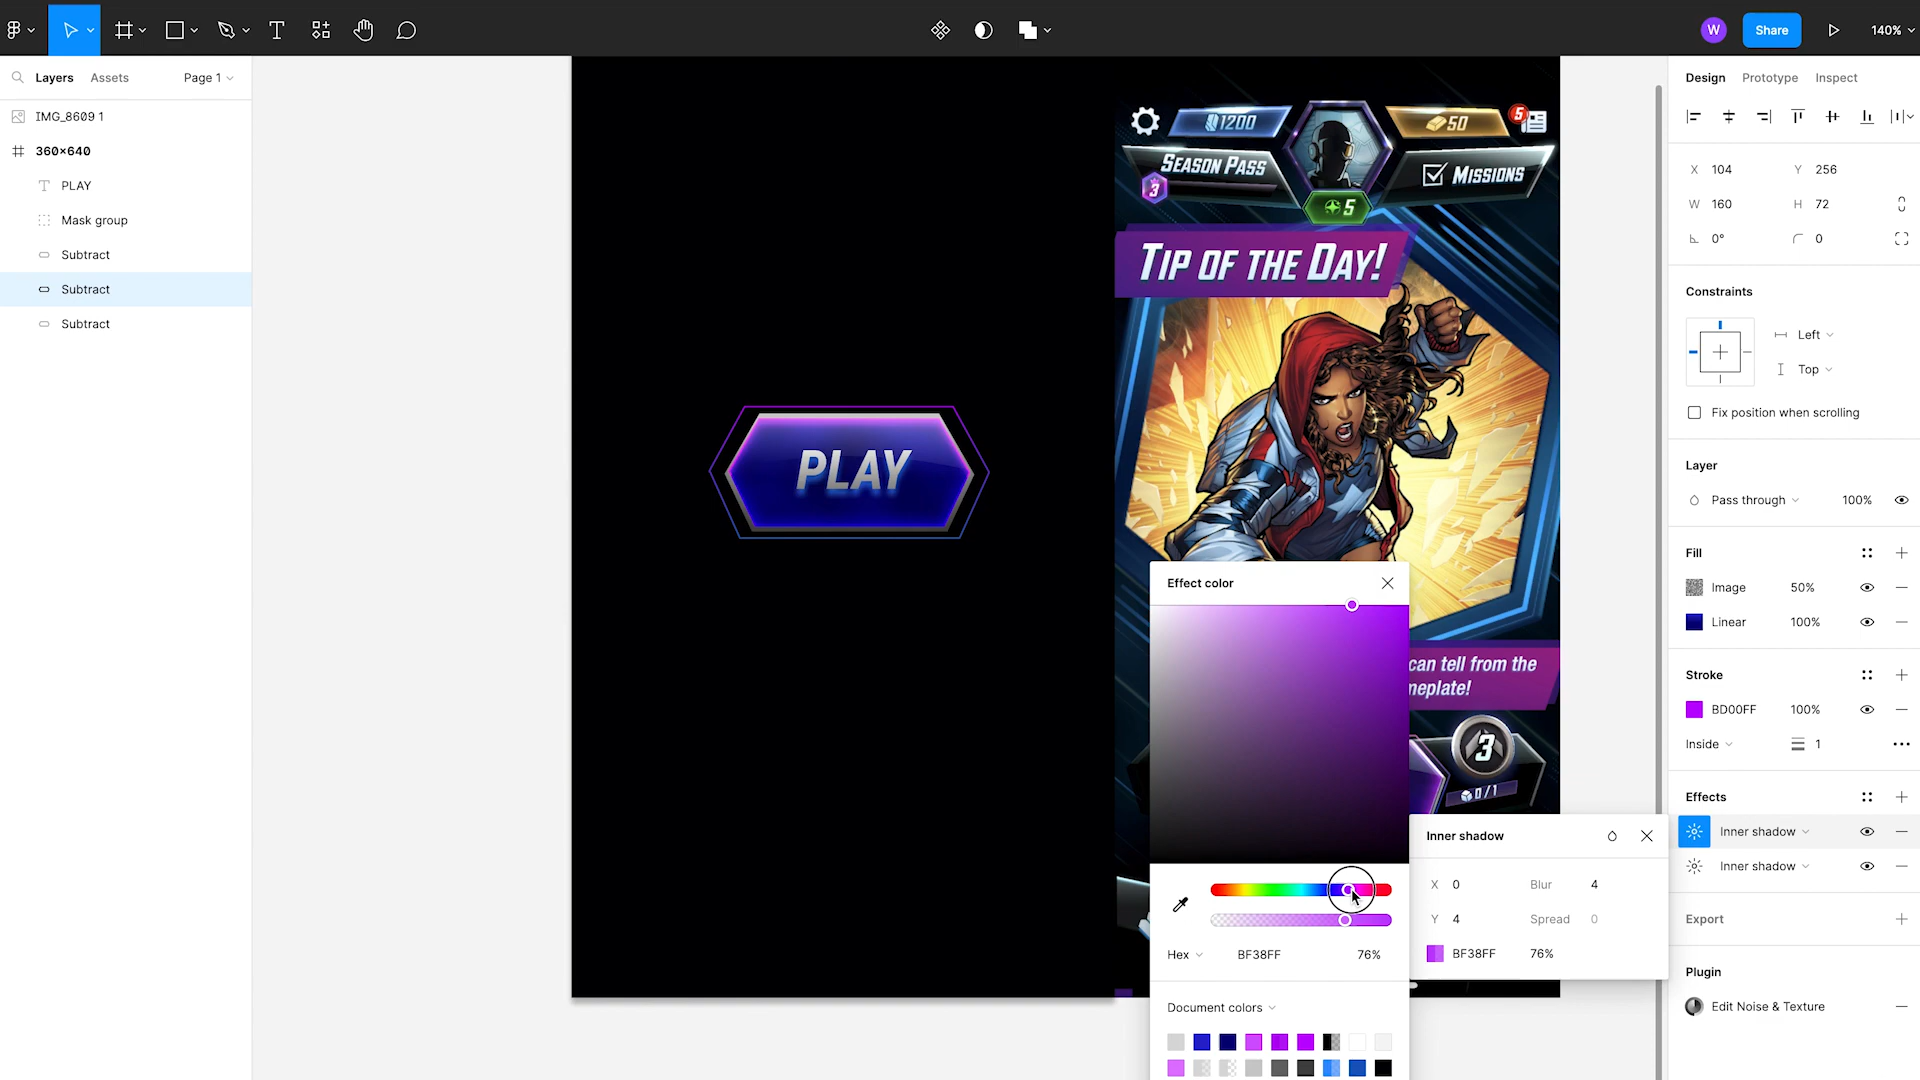 W
Share
140%
Layers
Assets
Page 1
IMG_8609 1
360×640
PLAY
Mask group
Subtract
Subtract
Subtract
PLAY
1200
50
5
SEASON PASS
3
MISSIONS
5
TIP OF THE DAY!
can tell from the
neplate!
3
0/1
Effect color
Hex
BF38FF
76%
Document colors
Inner shadow
X 0
Blur 4
Y 4
Spread 0
BF38FF 76%
Design
Prototype
Inspect
X 104
Y 256
W 160
H 72
0°
0
Constraints
Left
Top
Fix position when scrolling
Layer
Pass through
100%
Fill
Image 50%
Linear 100%
Stroke
BD00FF 100%
Inside
1
Effects
Inner shadow
Inner shadow
Export
Plugin
Edit Noise & Texture